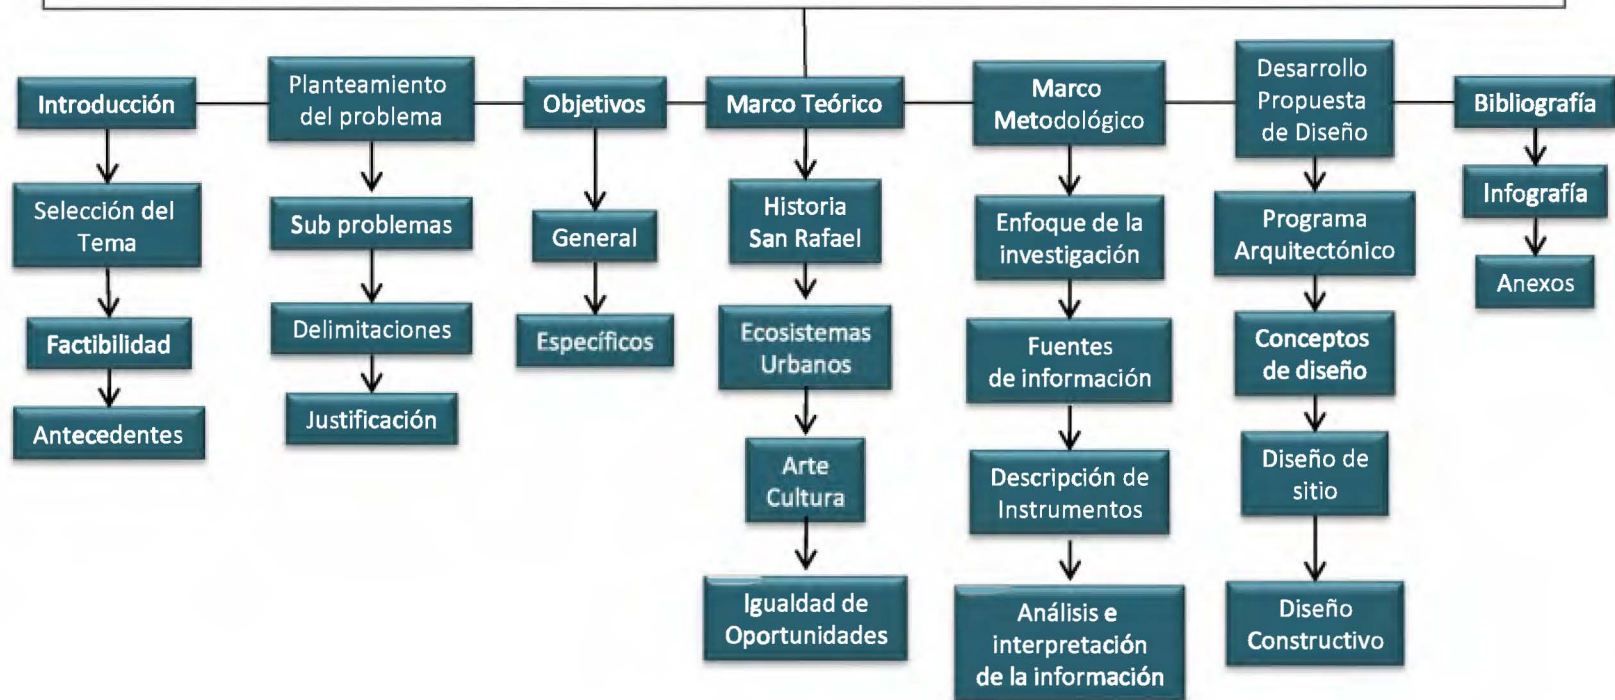 Introducción
Selección del
Tema
Factibilidad
Antecedentes
Planteamiento
del problema
Sub problemas
Delimitaciones
Justificación
Objetivos
General
Específicos
Marco Teórico
Historia
San Rafael
Ecosistemas
Urbanos
Arte
Cultura
Igualdad de
Oportunidades
Marco
Metodológico
Enfoque de la
investigación
Fuentes
de información
Descripción de
Instrumentos
Análisis e
interpretación
de la información
Desarrollo
Propuesta
de Diseño
Programa
Arquitectónico
Conceptos
de diseño
Diseño de
sitio
Diseño
Constructivo
Bibliografía
Infografía
Anexos